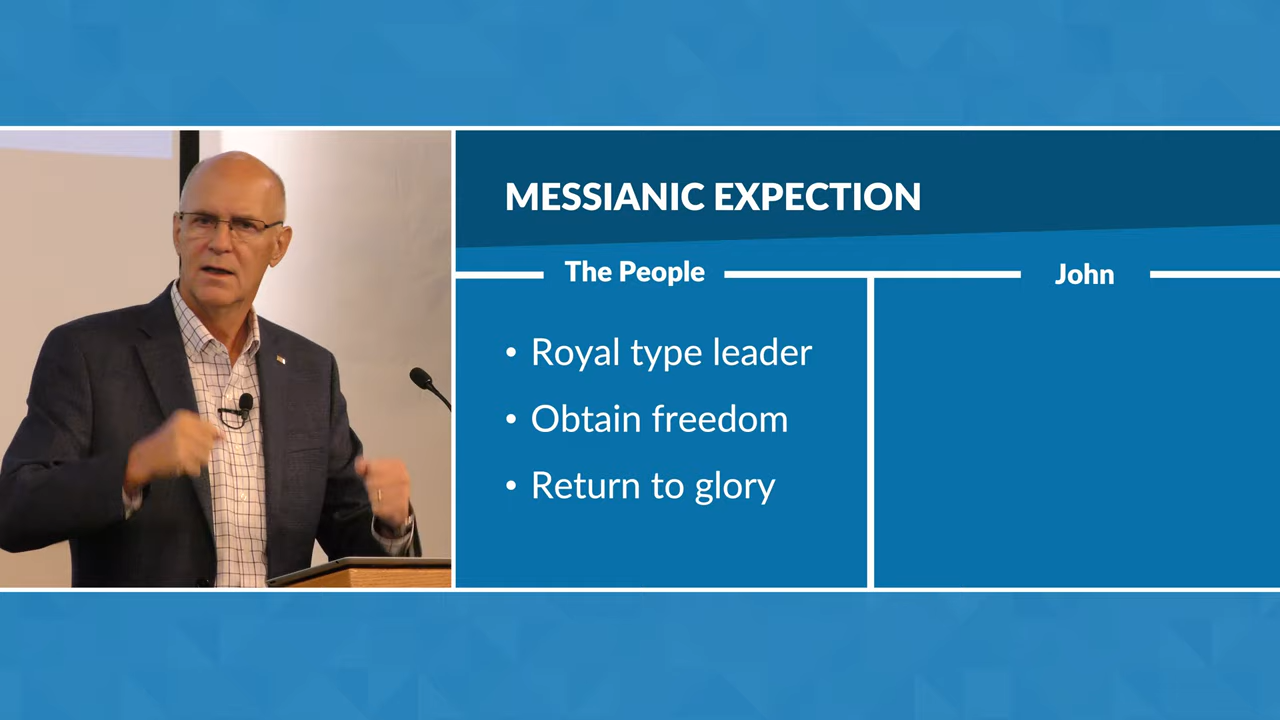 MESSIANIC EXPECTION
The People
John
• Royal type leader
• Obtain freedom
• Return to glory